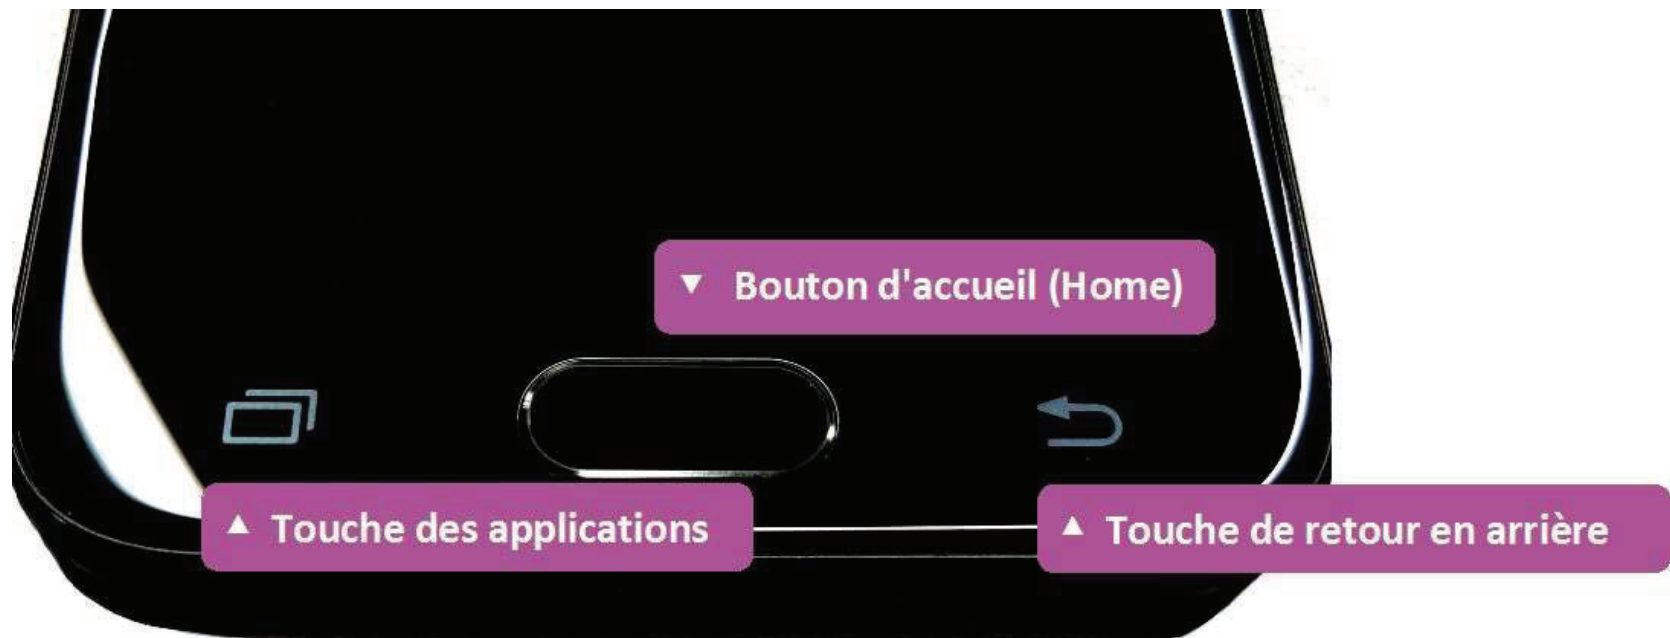 ▼ Bouton d'accueil (Home)
▲ Touche des applications
▲ Touche de retour en arrière